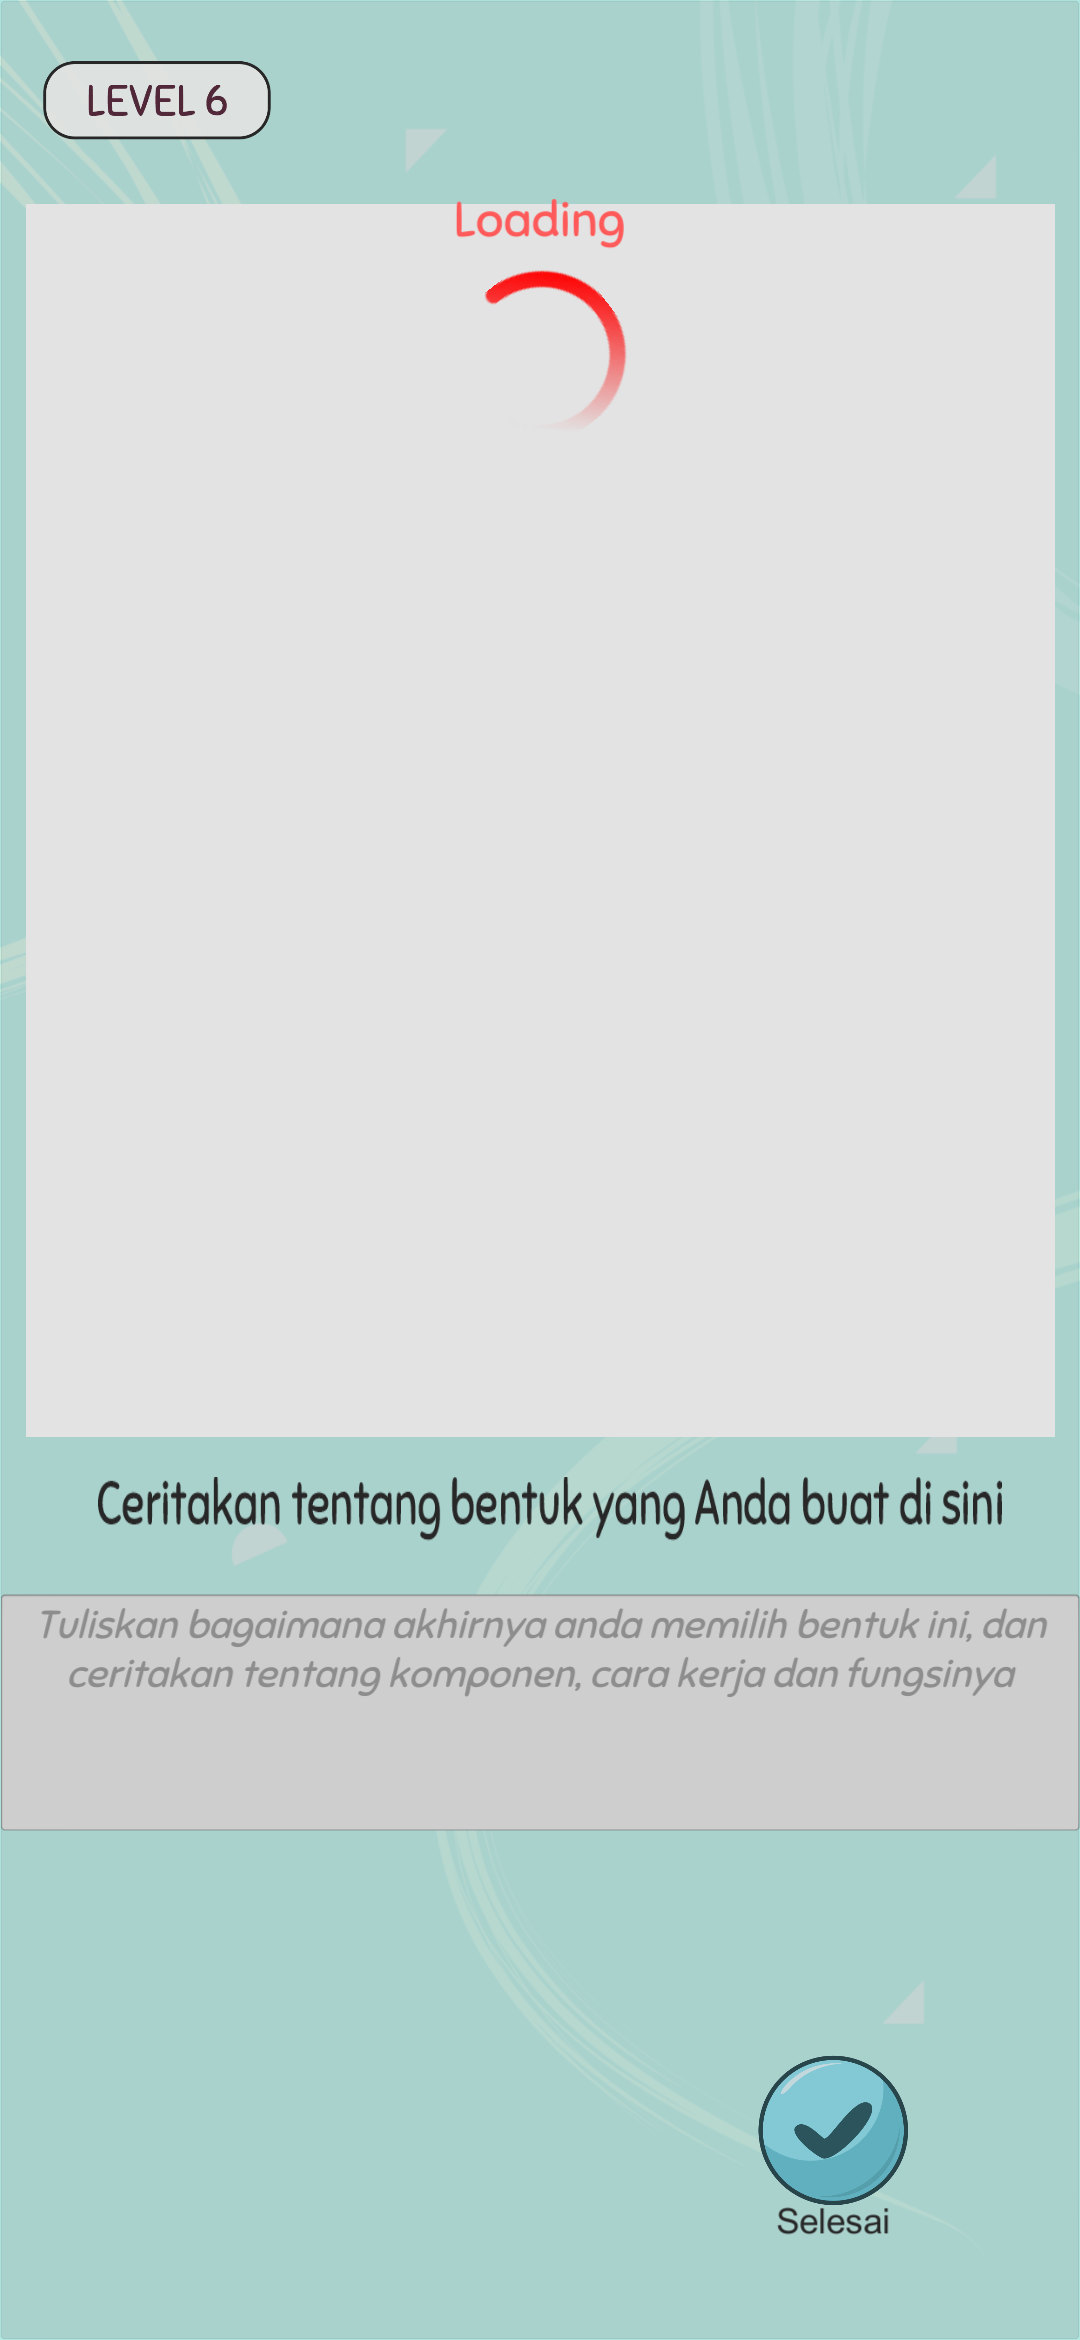 LEVEL 6
Loading
Ceritakan tentang bentuk yang Anda buat di sini
Tuliskan bagaimana akhirnya anda memilih bentuk ini, dan
ceritakan tentang komponen, cara kerja dan fungsinya
Selesai